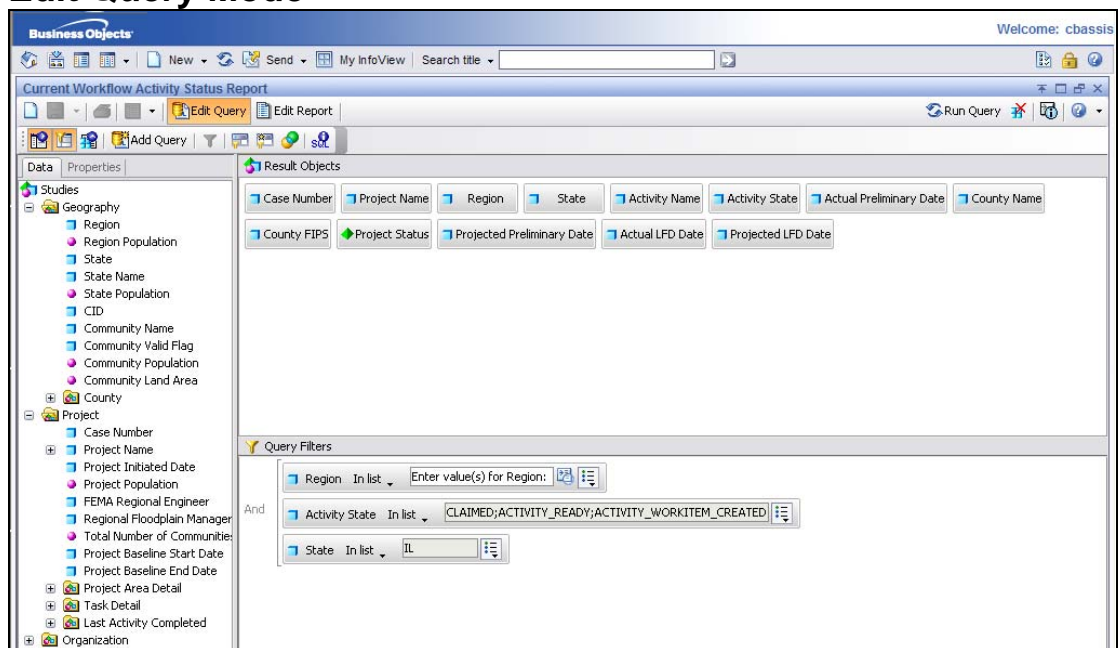 Edit Query Mode
Business Objects
Welcome: cbassis
New Send My InfoView Search title
Current Workflow Activity Status Report
Edit Query Edit Report Run Query
Add Query
Data Properties
Result Objects
Studies
Geography
Region
Region Population
State
State Name
State Population
CID
Community Name
Community Valid Flag
Community Population
Community Land Area
County
Project
Case Number
Project Name
Project Initiated Date
Project Population
FEMA Regional Engineer
Regional Floodplain Manager
Total Number of Communitie
Project Baseline Start Date
Project Baseline End Date
Project Area Detail
Task Detail
Last Activity Completed
Organization
Case Number Project Name Region State Activity Name Activity State Actual Preliminary Date County Name
County FIPS Project Status Projected Preliminary Date Actual LFD Date Projected LFD Date
Query Filters
And
Region In list Enter value(s) for Region:
Activity State In list CLAIMED;ACTIVITY_READY;ACTIVITY_WORKITEM_CREATED
State In list IL